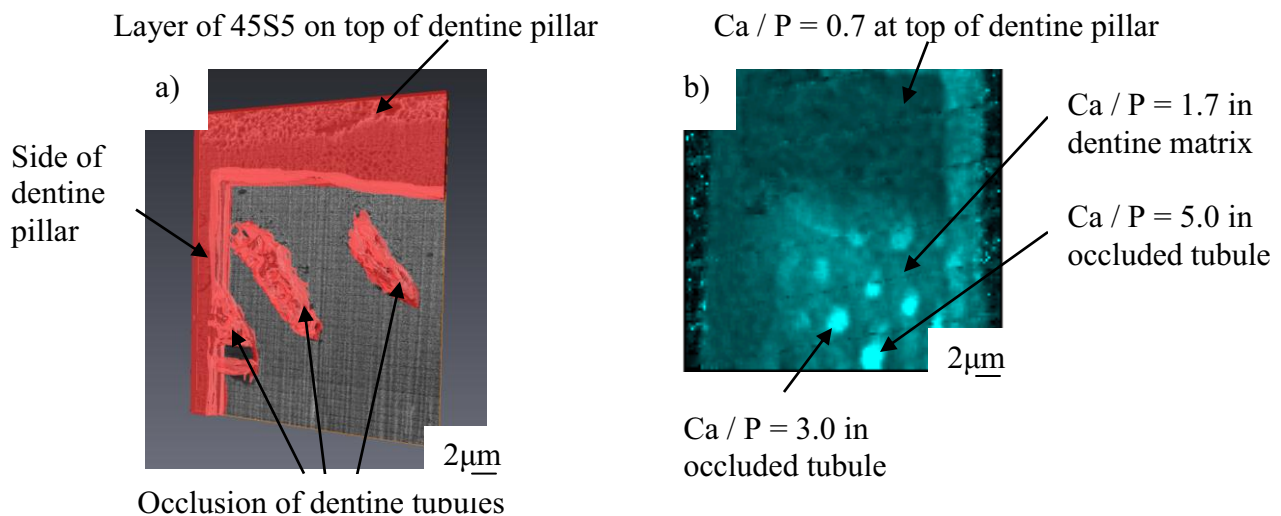 Layer of 45S5 on top of dentine pillar
a)
Side of
dentine
pillar
2μm
Occlusion of dentine tubules
Ca / P = 0.7 at top of dentine pillar
b)
Ca / P = 1.7 in
dentine matrix
Ca / P = 5.0 in
occluded tubule
2μm
Ca / P = 3.0 in
occluded tubule